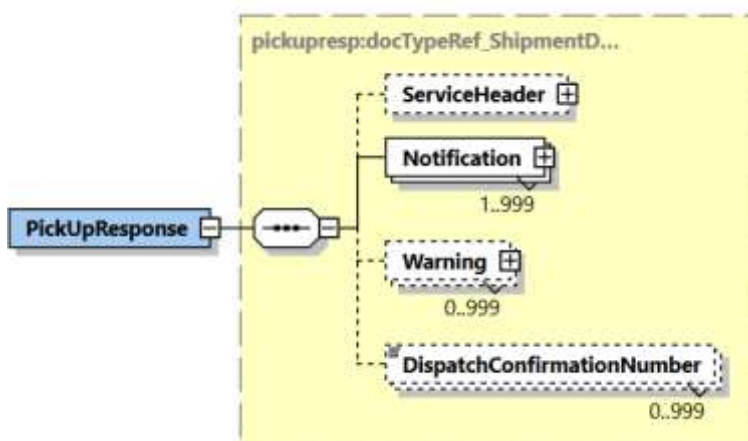 pickupresp:docTypeRef_ShipmentD...
ServiceHeader
Notification
1..999
PickUpResponse
Warning
0..999
DispatchConfirmationNumber
0..999